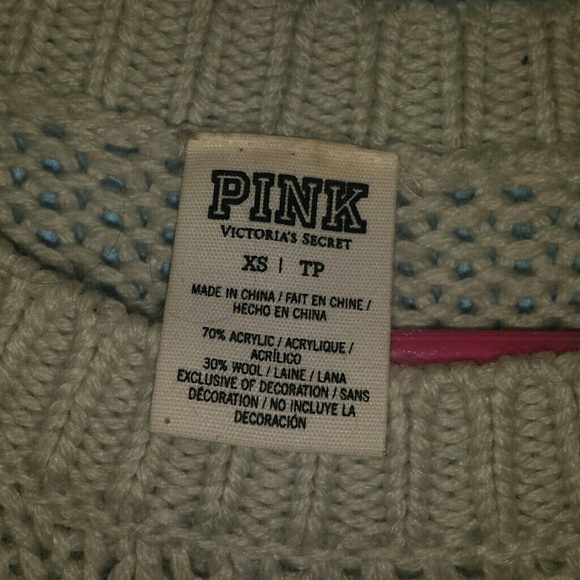 PINK
VICTORIA'S SECRET
XS | TP
MADE IN CHINA / FAIT EN CHINE /
HECHO EN CHINA
70% ACRYLIC / ACRYLIQUE /
ACRÍLICO
30% WOOL / LAINE / LANA
EXCLUSIVE OF DECORATION / SANS
DÉCORATION / NO INCLUYE LA
DECORACIÓN